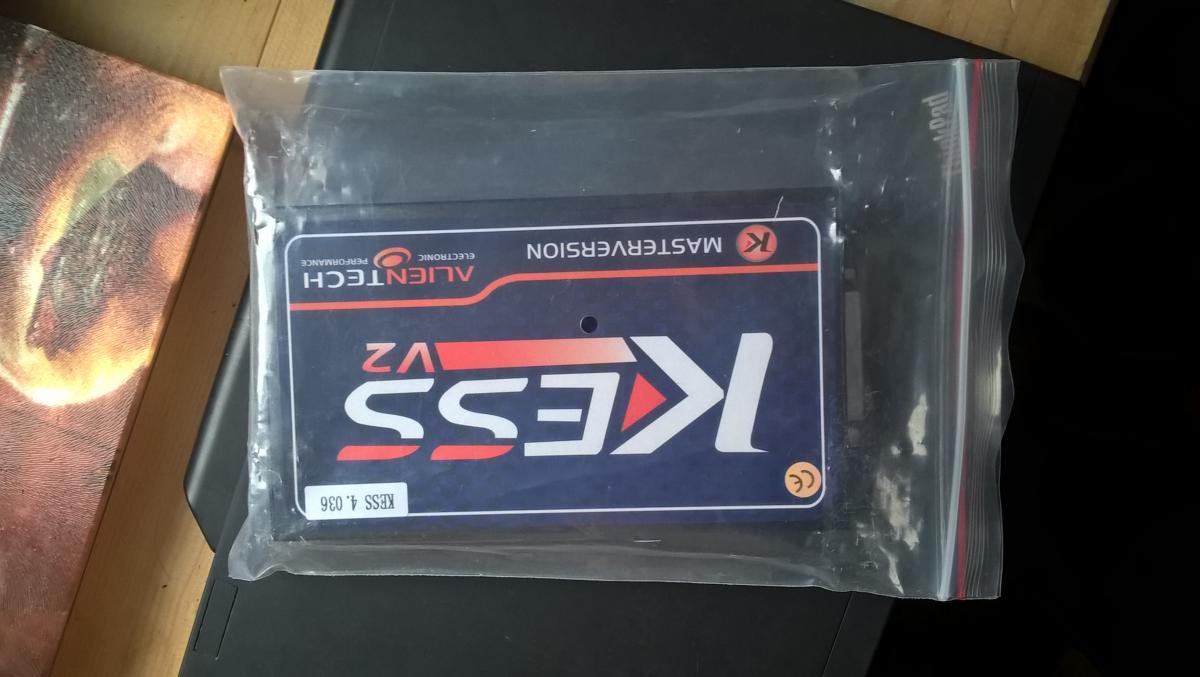 K MASTERVERSION
ALIENTECH
ELECTRONIC PERFORMANCE
V2
KESS
CE
KESS 4.036